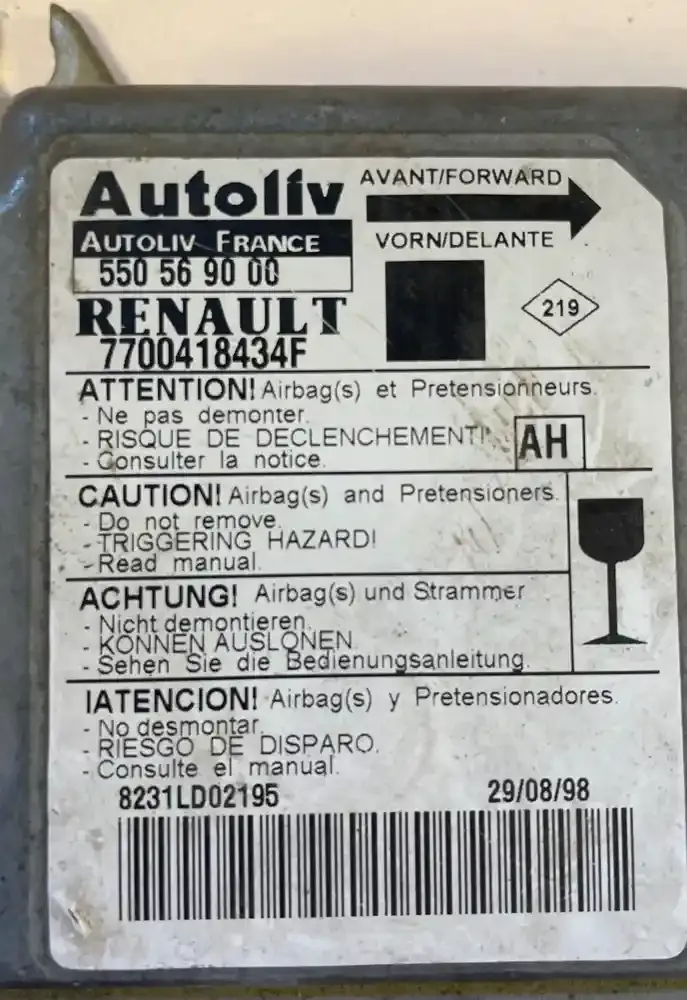 Autoliv
AVANT/FORWARD
AUTOLIV FRANCE
VORN/DELANTE
550 56 90 00
219
RENAULT
7700418434F
ATTENTION! Airbag(s) et Pretensionneurs.
- Ne pas demonter.
- RISQUE DE DECLENCHEMENT!
- Consulter la notice.
AH
CAUTION! Airbag(s) and Pretensioners.
- Do not remove.
- TRIGGERING HAZARD!
- Read manual.
ACHTUNG! Airbag(s) und Strammer
- Nicht demontieren.
- KONNEN AUSLONEN
- Sehen Sie die Bedienungsanleitung.
IATENCION! Airbag(s) y Pretensionadores.
- No desmontar.
- RIESGO DE DISPARO.
- Consulte el manual.
8231LD02195
29/08/98